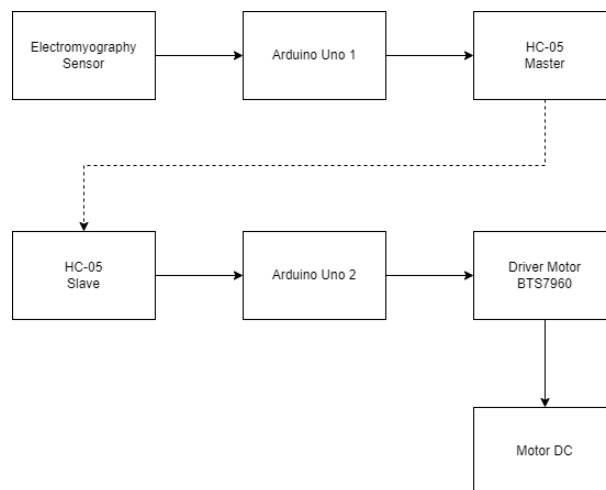 Electromyography
Sensor
Arduino Uno 1
HC-05
Master
HC-05
Slave
Arduino Uno 2
Driver Motor
BTS7960
Motor DC